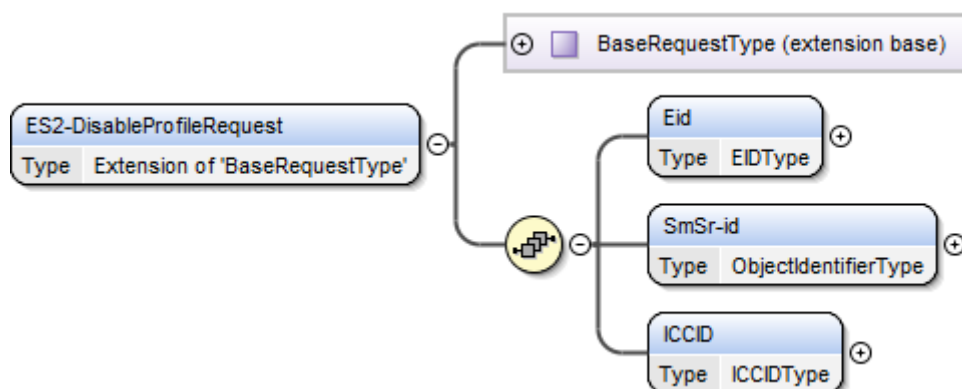 BaseRequestType (extension base)
ES2-DisableProfileRequest
Type Extension of 'BaseRequestType'
Eid
Type EIDType
SmSr-id
Type ObjectIdentifierType
ICCID
Type ICCIDType